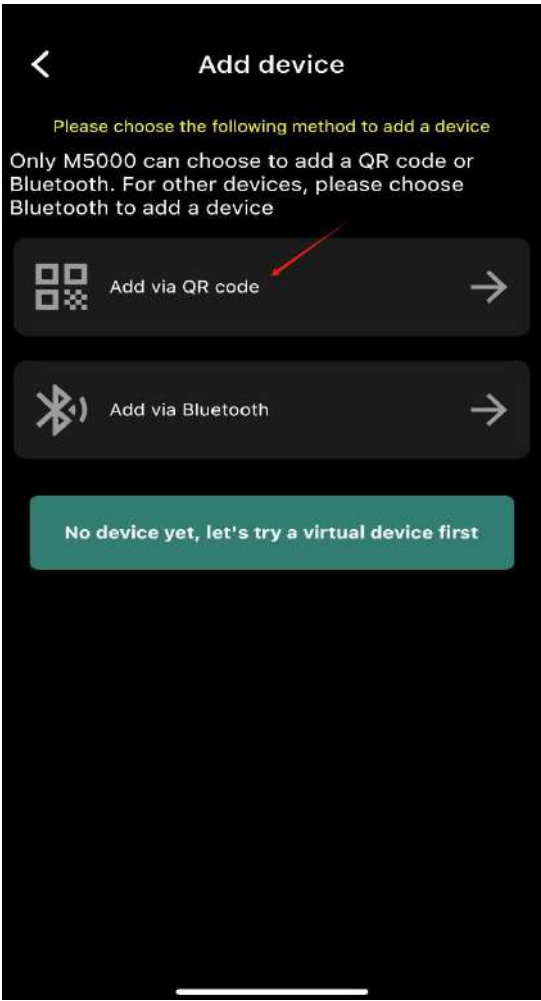 Add device
Please choose the following method to add a device
Only M5000 can choose to add a QR code or
Bluetooth. For other devices, please choose
Bluetooth to add a device
Add via QR code
Add via Bluetooth
No device yet, let's try a virtual device first